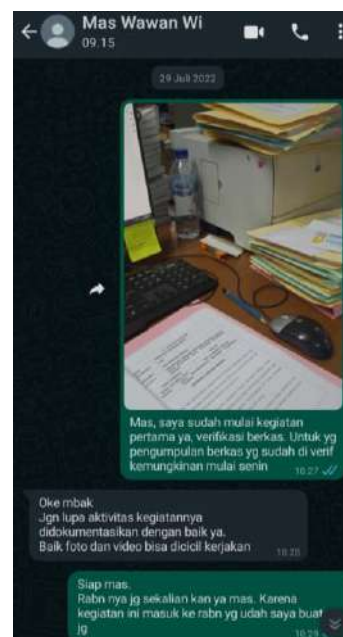 Mas Wawan Wi
09.15
29 Juli 2022
Mas, saya sudah mulai kegiatan
pertama ya, verifikasi berkas. Untuk yg
pengumpulan berkas yg sudah di verif
kemungkinan mulai senin
10.27
Oke mbak
Jgn lupa aktivitas kegiatannya
didokumentasikan dengan baik ya.
Baik foto dan video bisa dicicil kerjakan
10.28
Siap mas.
Rabn nya jg sekalian kan ya mas. Karena
kegiatan ini masuk ke rabn yg udah saya buat
jg